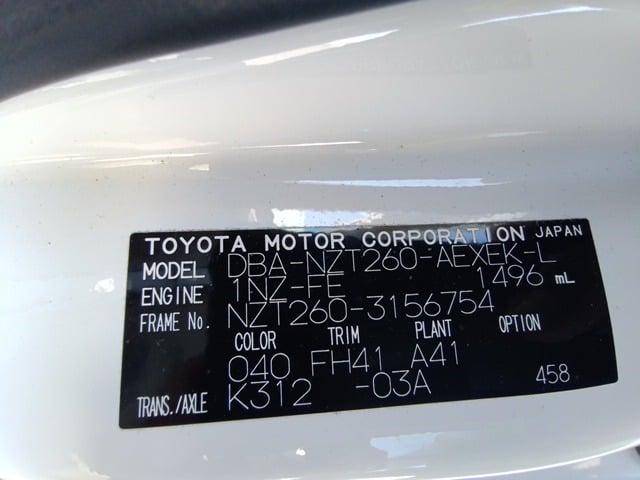 TOYOTA MOTOR CORPORATION JAPAN
MODEL DBA-NZT260-AEXEK-L
ENGINE 1NZ-FE 1496 mL
FRAME No. NZT260-3156754
COLOR TRIM PLANT OPTION
040 FH41 A41
TRANS./AXLE K312 -03A 458